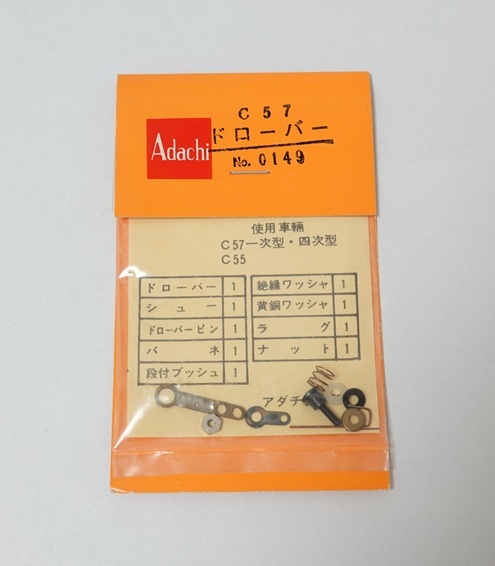 C57
ドローバー
Adachi
No. 0149
使用車輛
C57一次型・四次型
C55
ドローバー 1 絶縁ワッシャ 1
シュー 1 黄銅ワッシャ 1
ドローバーピン 1 ラグ 1
バネ 1 ナット 1
段付ブッシュ 1
アダチ